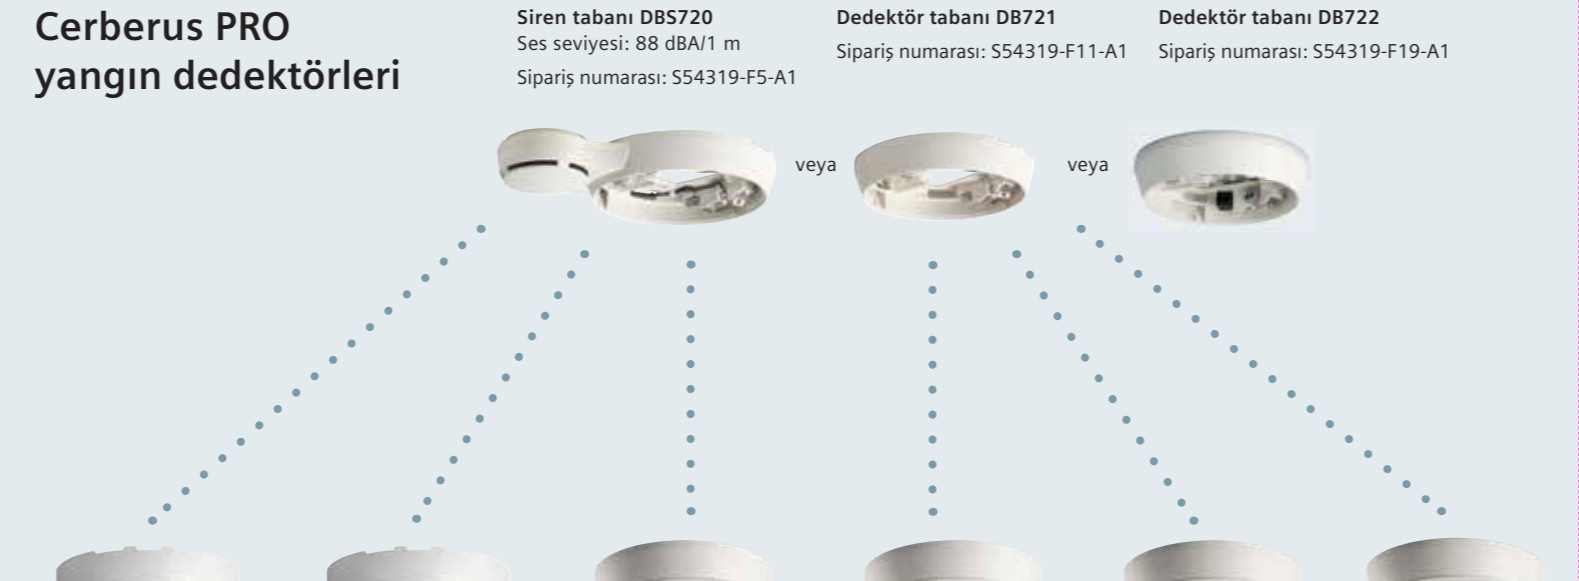 Cerberus PRO
yangın dedektörleri
Siren tabanı DBS720
Ses seviyesi: 88 dBA/1 m
Sipariş numarası: S54319-F5-A1
Dedektör tabanı DB721
Sipariş numarası: S54319-F11-A1
Dedektör tabanı DB722
Sipariş numarası: S54319-F19-A1
veya
veya